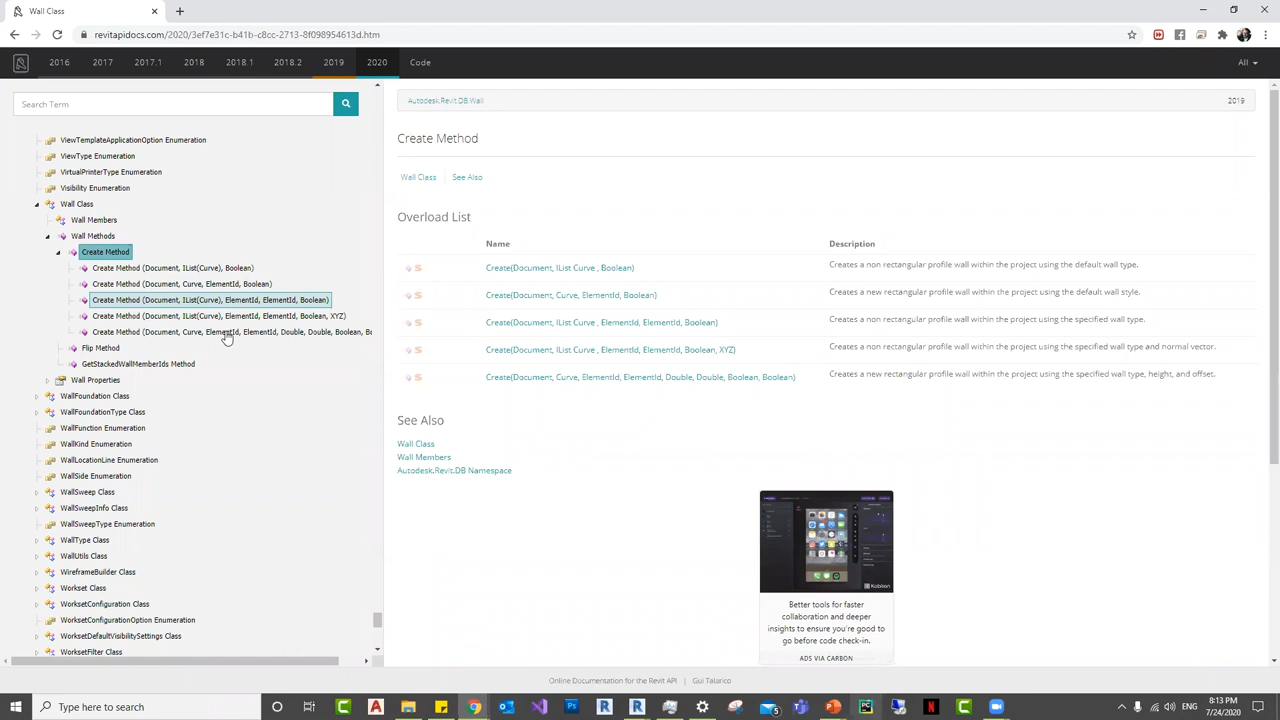 Wall Class
revitapidocs.com/2020/3ef7e31c-b41b-c8cc-2713-8f098954613d.htm
2016 2017 2017.1 2018 2018.1 2018.2 2019 2020 Code All
Search Term
ViewTemplateApplicationOption Enumeration
ViewType Enumeration
VirtualPrinterType Enumeration
Visibility Enumeration
Wall Class
Wall Members
Wall Methods
Create Method
Create Method (Document, IList(Curve), Boolean)
Create Method (Document, Curve, ElementId, Boolean)
Create Method (Document, IList(Curve), ElementId, ElementId, Boolean)
Create Method (Document, IList(Curve), ElementId, ElementId, Boolean, XYZ)
Create Method (Document, Curve, ElementId, ElementId, Double, Double, Boolean, Bo
Flip Method
GetStackedWallMemberIds Method
Wall Properties
WallFoundation Class
WallFoundationType Class
WallFunction Enumeration
WallKind Enumeration
WallLocationLine Enumeration
WallSide Enumeration
WallSweep Class
WallSweepInfo Class
WallSweepType Enumeration
WallType Class
WallUtils Class
WireframeBuilder Class
Workset Class
WorksetConfiguration Class
WorksetConfigurationOption Enumeration
WorksetDefaultVisibilitySettings Class
WorksetFilter Class
Autodesk.Revit.DB.Wall 2019
Create Method
Wall Class See Also
Overload List
Name Description
Create(Document, IList Curve , Boolean) Creates a non rectangular profile wall within the project using the default wall type.
Create(Document, Curve, ElementId, Boolean) Creates a new rectangular profile wall within the project using the default wall style.
Create(Document, IList Curve , ElementId, ElementId, Boolean) Creates a non rectangular profile wall within the project using the specified wall type.
Create(Document, IList Curve , ElementId, ElementId, Boolean, XYZ) Creates a non rectangular profile wall within the project using the specified wall type and normal vector.
Create(Document, Curve, ElementId, ElementId, Double, Double, Boolean, Boolean) Creates a new rectangular profile wall within the project using the specified wall type, height, and offset.
See Also
Wall Class
Wall Members
Autodesk.Revit.DB Namespace
Kobiton
Better tools for faster
collaboration and deeper
insights to ensure you're good to
go before code check-in.
ADS VIA CARBON
Online Documentation for the Revit API | Gui Talarico
Type here to search
8:13 PM
7/24/2020